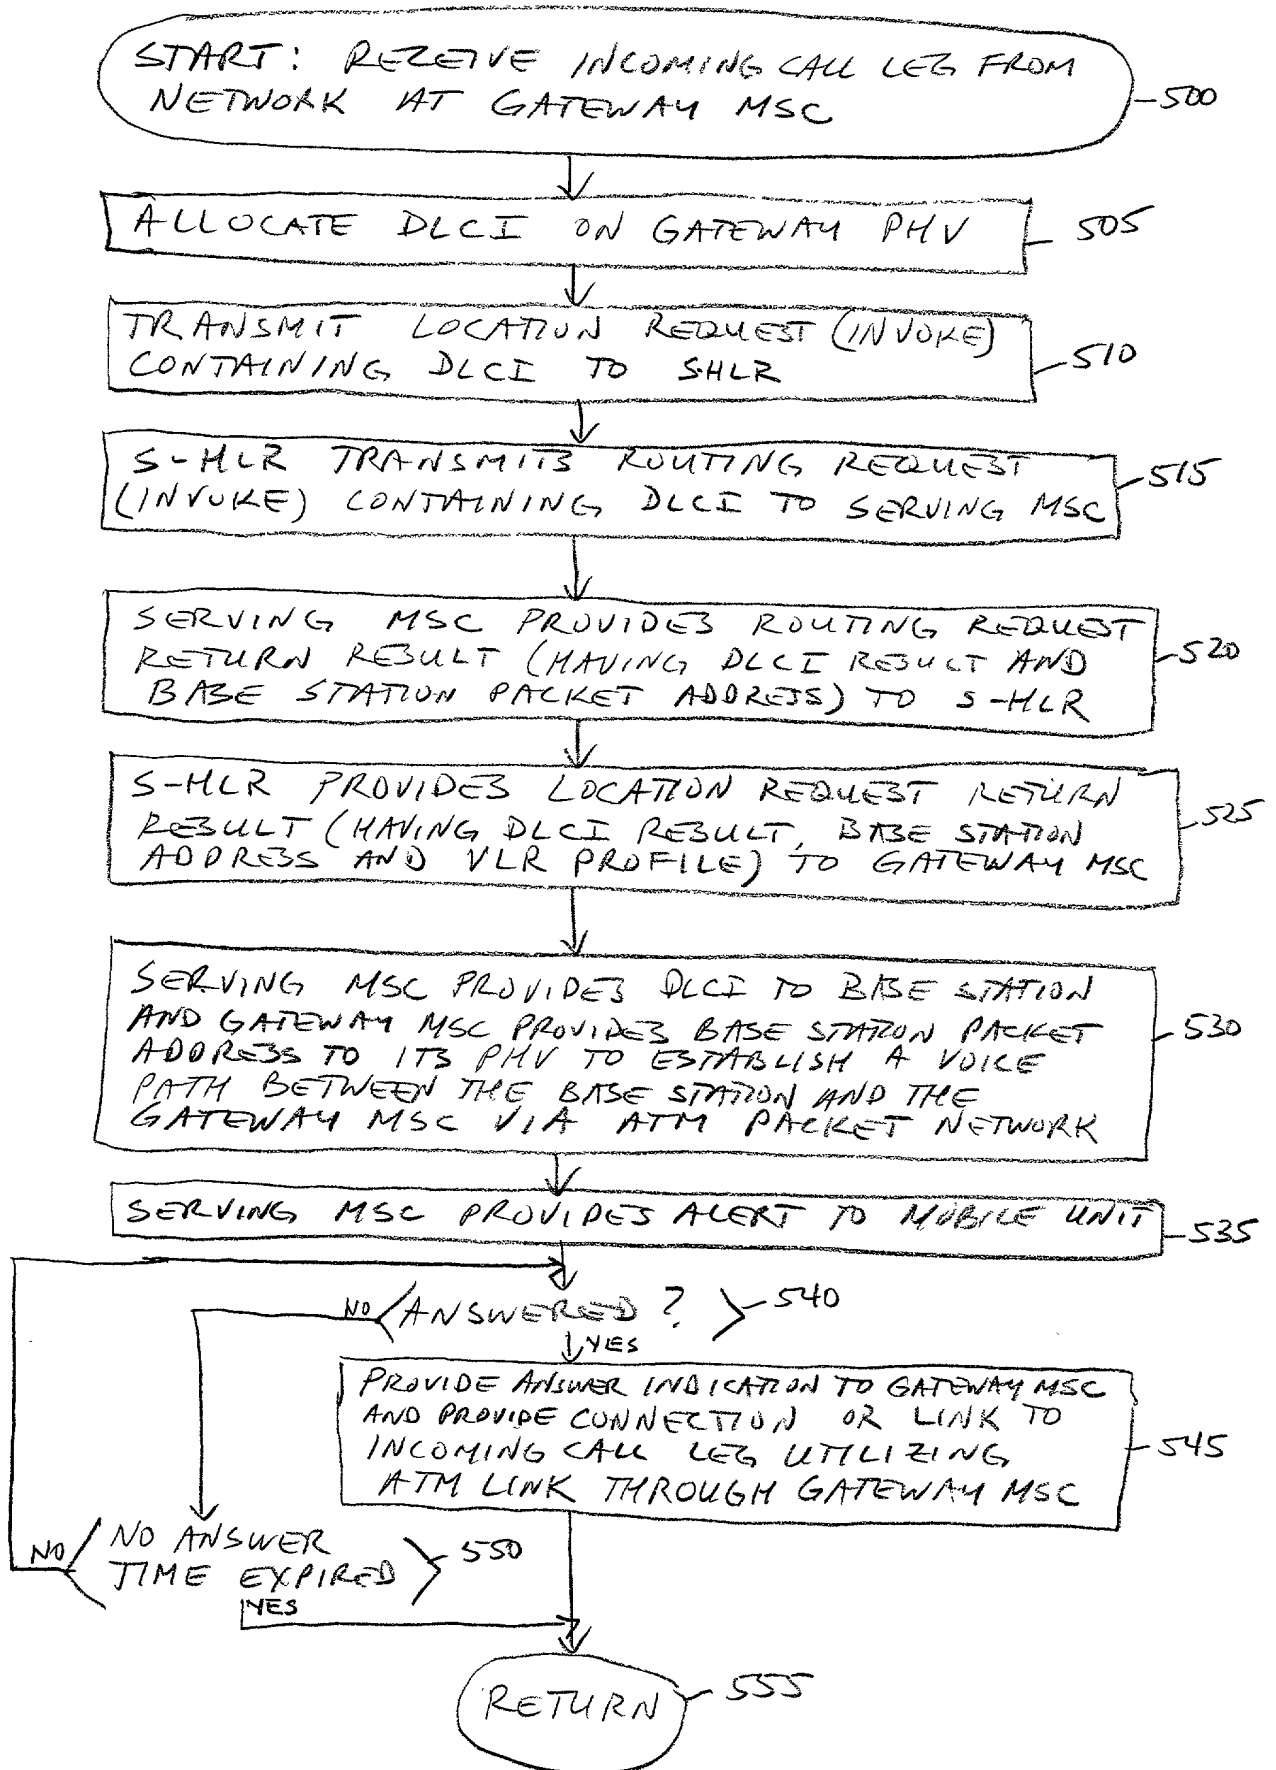 START: RECEIVE INCOMING CALL LEG FROM
NETWORK AT GATEWAY MSC
500
ALLOCATE DLCI ON GATEWAY PHV
505
TRANSMIT LOCATION REQUEST (INVOKE)
CONTAINING DLCI TO S-HLR
510
S-HLR TRANSMITS ROUTING REQUEST
(INVOKE) CONTAINING DLCI TO SERVING MSC
515
SERVING MSC PROVIDES ROUTING REQUEST
RETURN RESULT (HAVING DLCI RESULT AND
BASE STATION PACKET ADDRESS) TO S-HLR
520
S-HLR PROVIDES LOCATION REQUEST RETURN
RESULT (HAVING DLCI RESULT, BASE STATION
ADDRESS AND VLR PROFILE) TO GATEWAY MSC
525
SERVING MSC PROVIDES DLCI TO BASE STATION
AND GATEWAY MSC PROVIDES BASE STATION PACKET
ADDRESS TO ITS PHV TO ESTABLISH A VOICE
PATH BETWEEN THE BASE STATION AND THE
GATEWAY MSC VIA ATM PACKET NETWORK
530
SERVING MSC PROVIDES ALERT TO MOBILE UNIT
535
NO
ANSWERED ?
540
YES
PROVIDE ANSWER INDICATION TO GATEWAY MSC
AND PROVIDE CONNECTION OR LINK TO
INCOMING CALL LEG UTILIZING
ATM LINK THROUGH GATEWAY MSC
545
NO
NO ANSWER
TIME EXPIRED
550
YES
RETURN
555